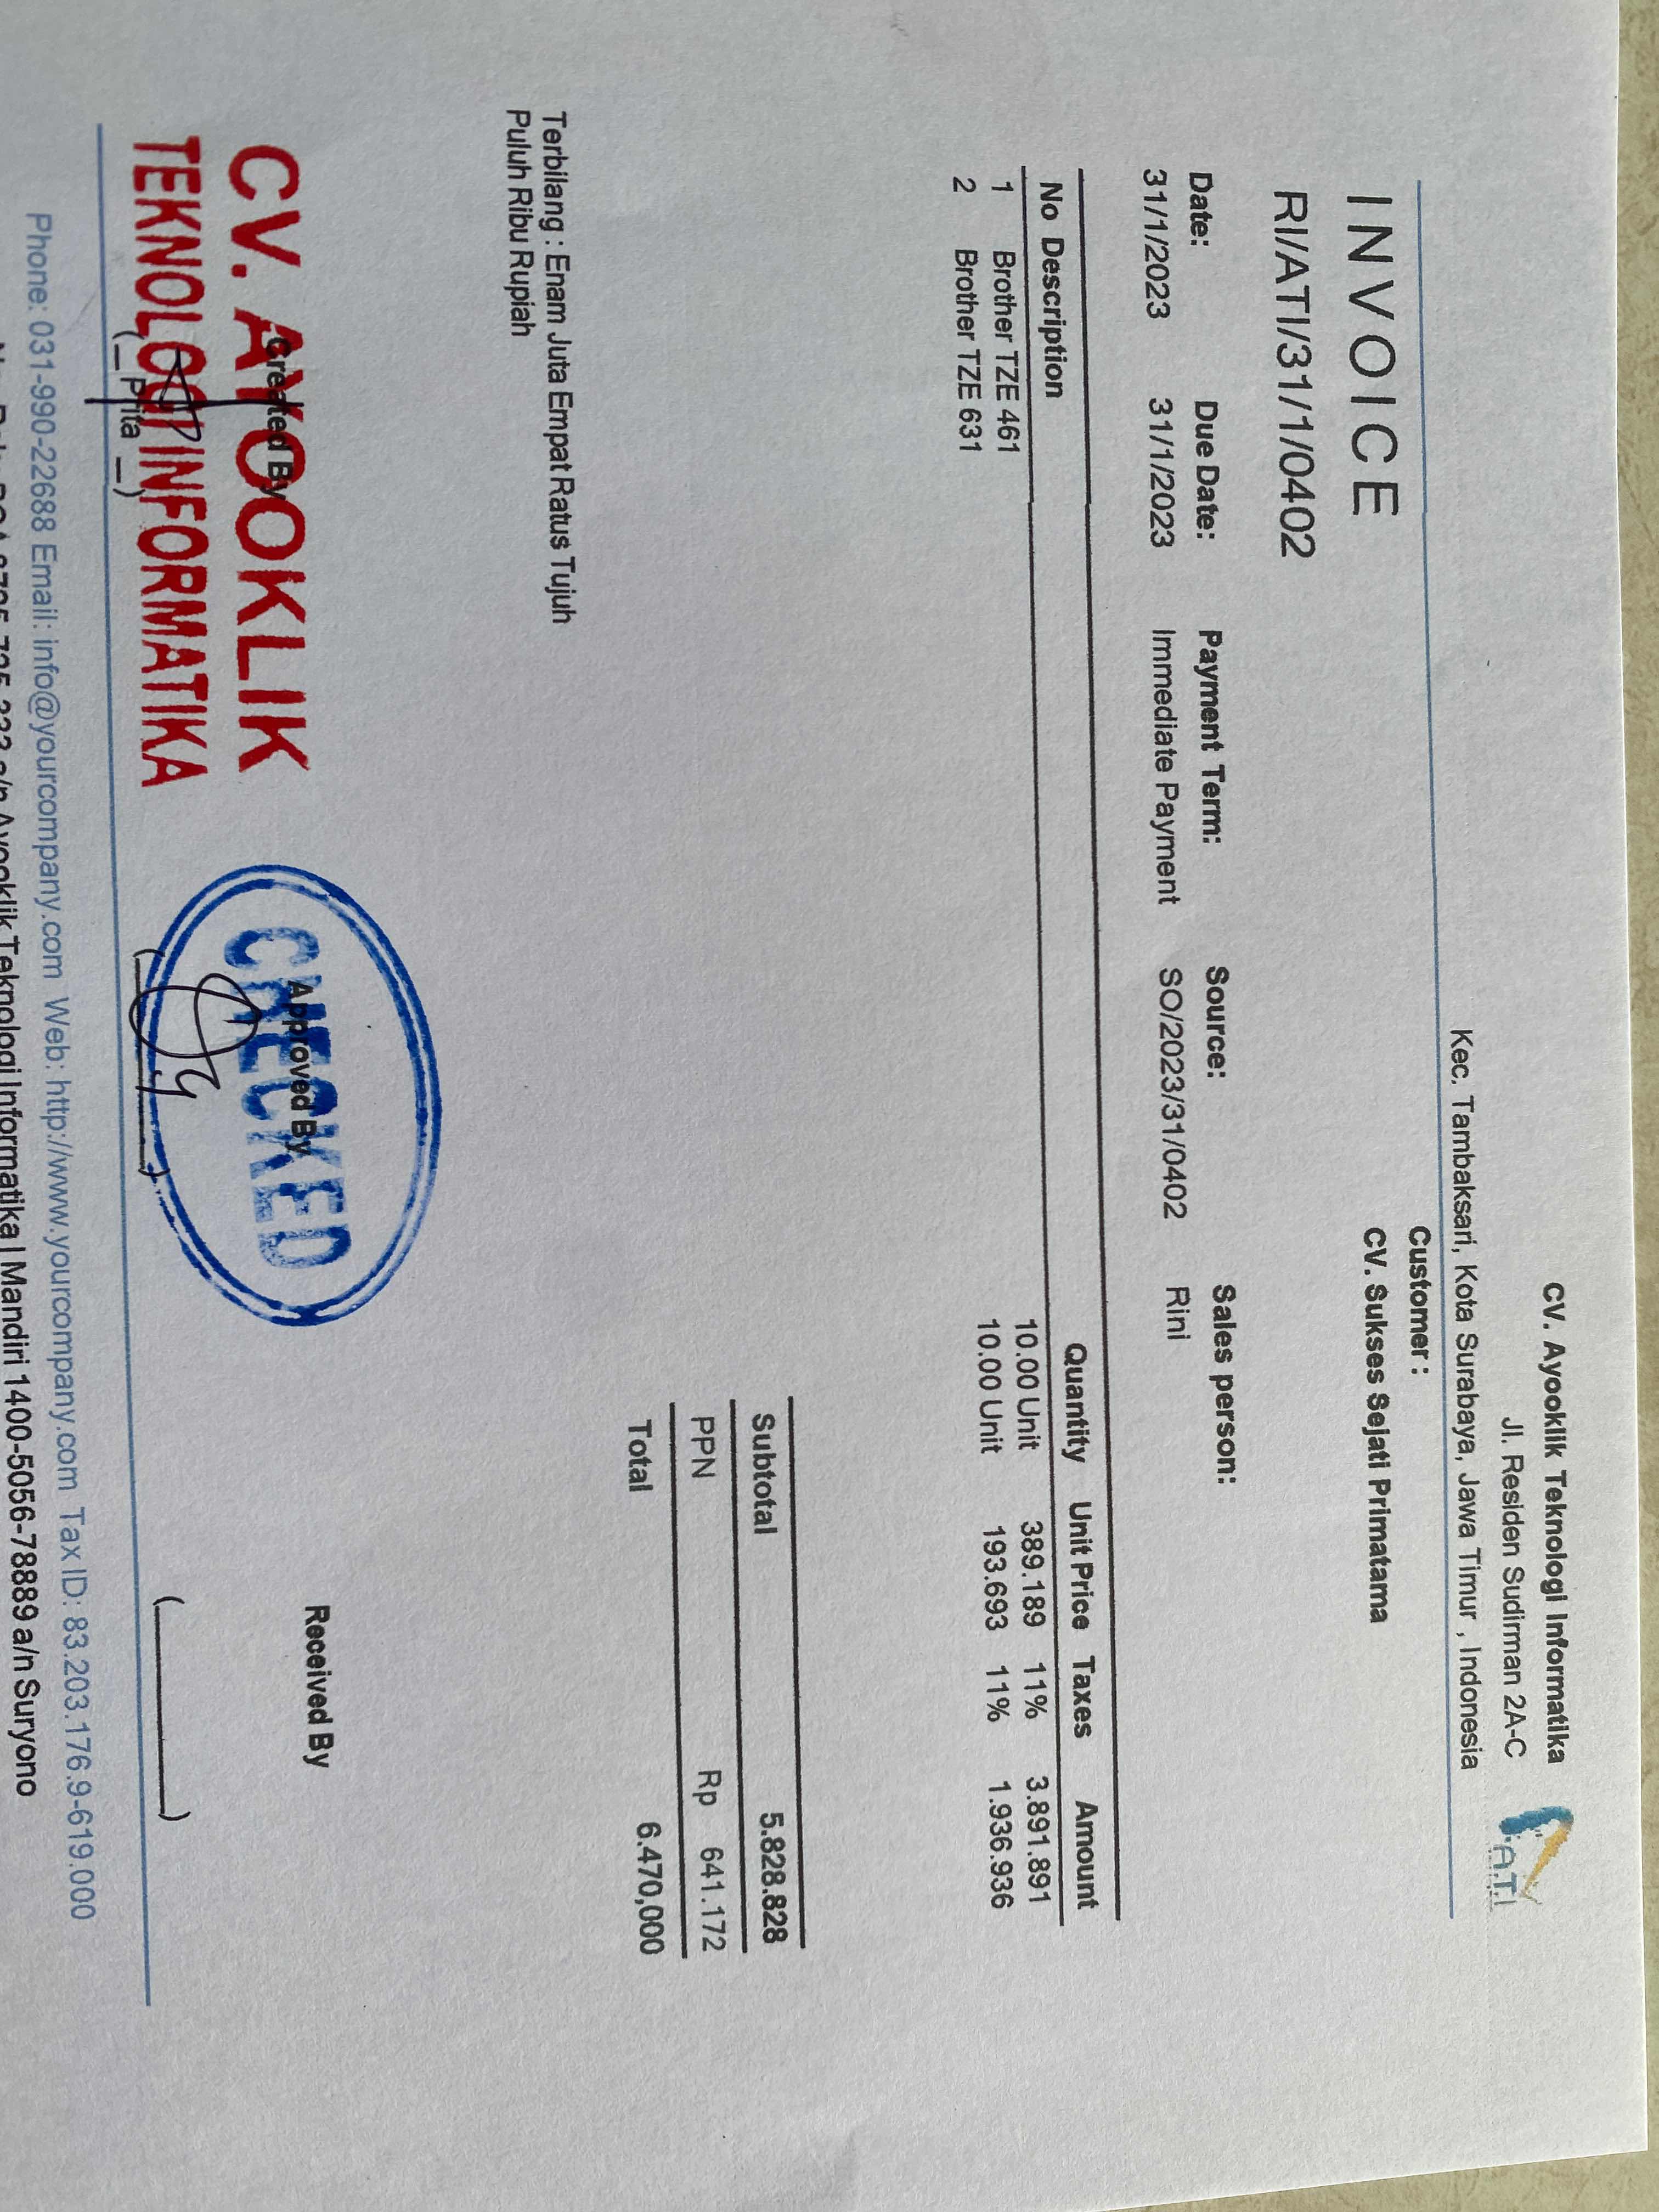 CV. Ayooklik Teknologi Informatika
Jl. Residen Sudirman 2A-C
Kec. Tambaksari, Kota Surabaya, Jawa Timur , Indonesia
A.T.I
INVOICE
RI/ATI/31/1/0402
Customer :
CV. Sukses Sejati Primatama
Date: Due Date: Payment Term: Source: Sales person:
31/1/2023 31/1/2023 Immediate Payment SO/2023/31/0402 Rini
No Description Quantity Unit Price Taxes Amount
1 Brother TZE 461 10.00 Unit 389.189 11% 3.891.891
2 Brother TZE 631 10.00 Unit 193.693 11% 1.936.936
Subtotal 5.828.828
PPN Rp 641.172
Total 6.470,000
Terbilang : Enam Juta Empat Ratus Tujuh
Puluh Ribu Rupiah
Created By Approved By Received By
CV. AYOOKLIK
TEKNOLOGI INFORMATIKA
CHECKED
(_ Prita _) (______) (______)
Phone: 031-990-22688 Email: info@yourcompany.com Web: http://www.yourcompany.com Tax ID: 83.203.176.9-619.000
a/n Ayooklik Teknologi Informatika | Mandiri 1400-5056-78889 a/n Suryono